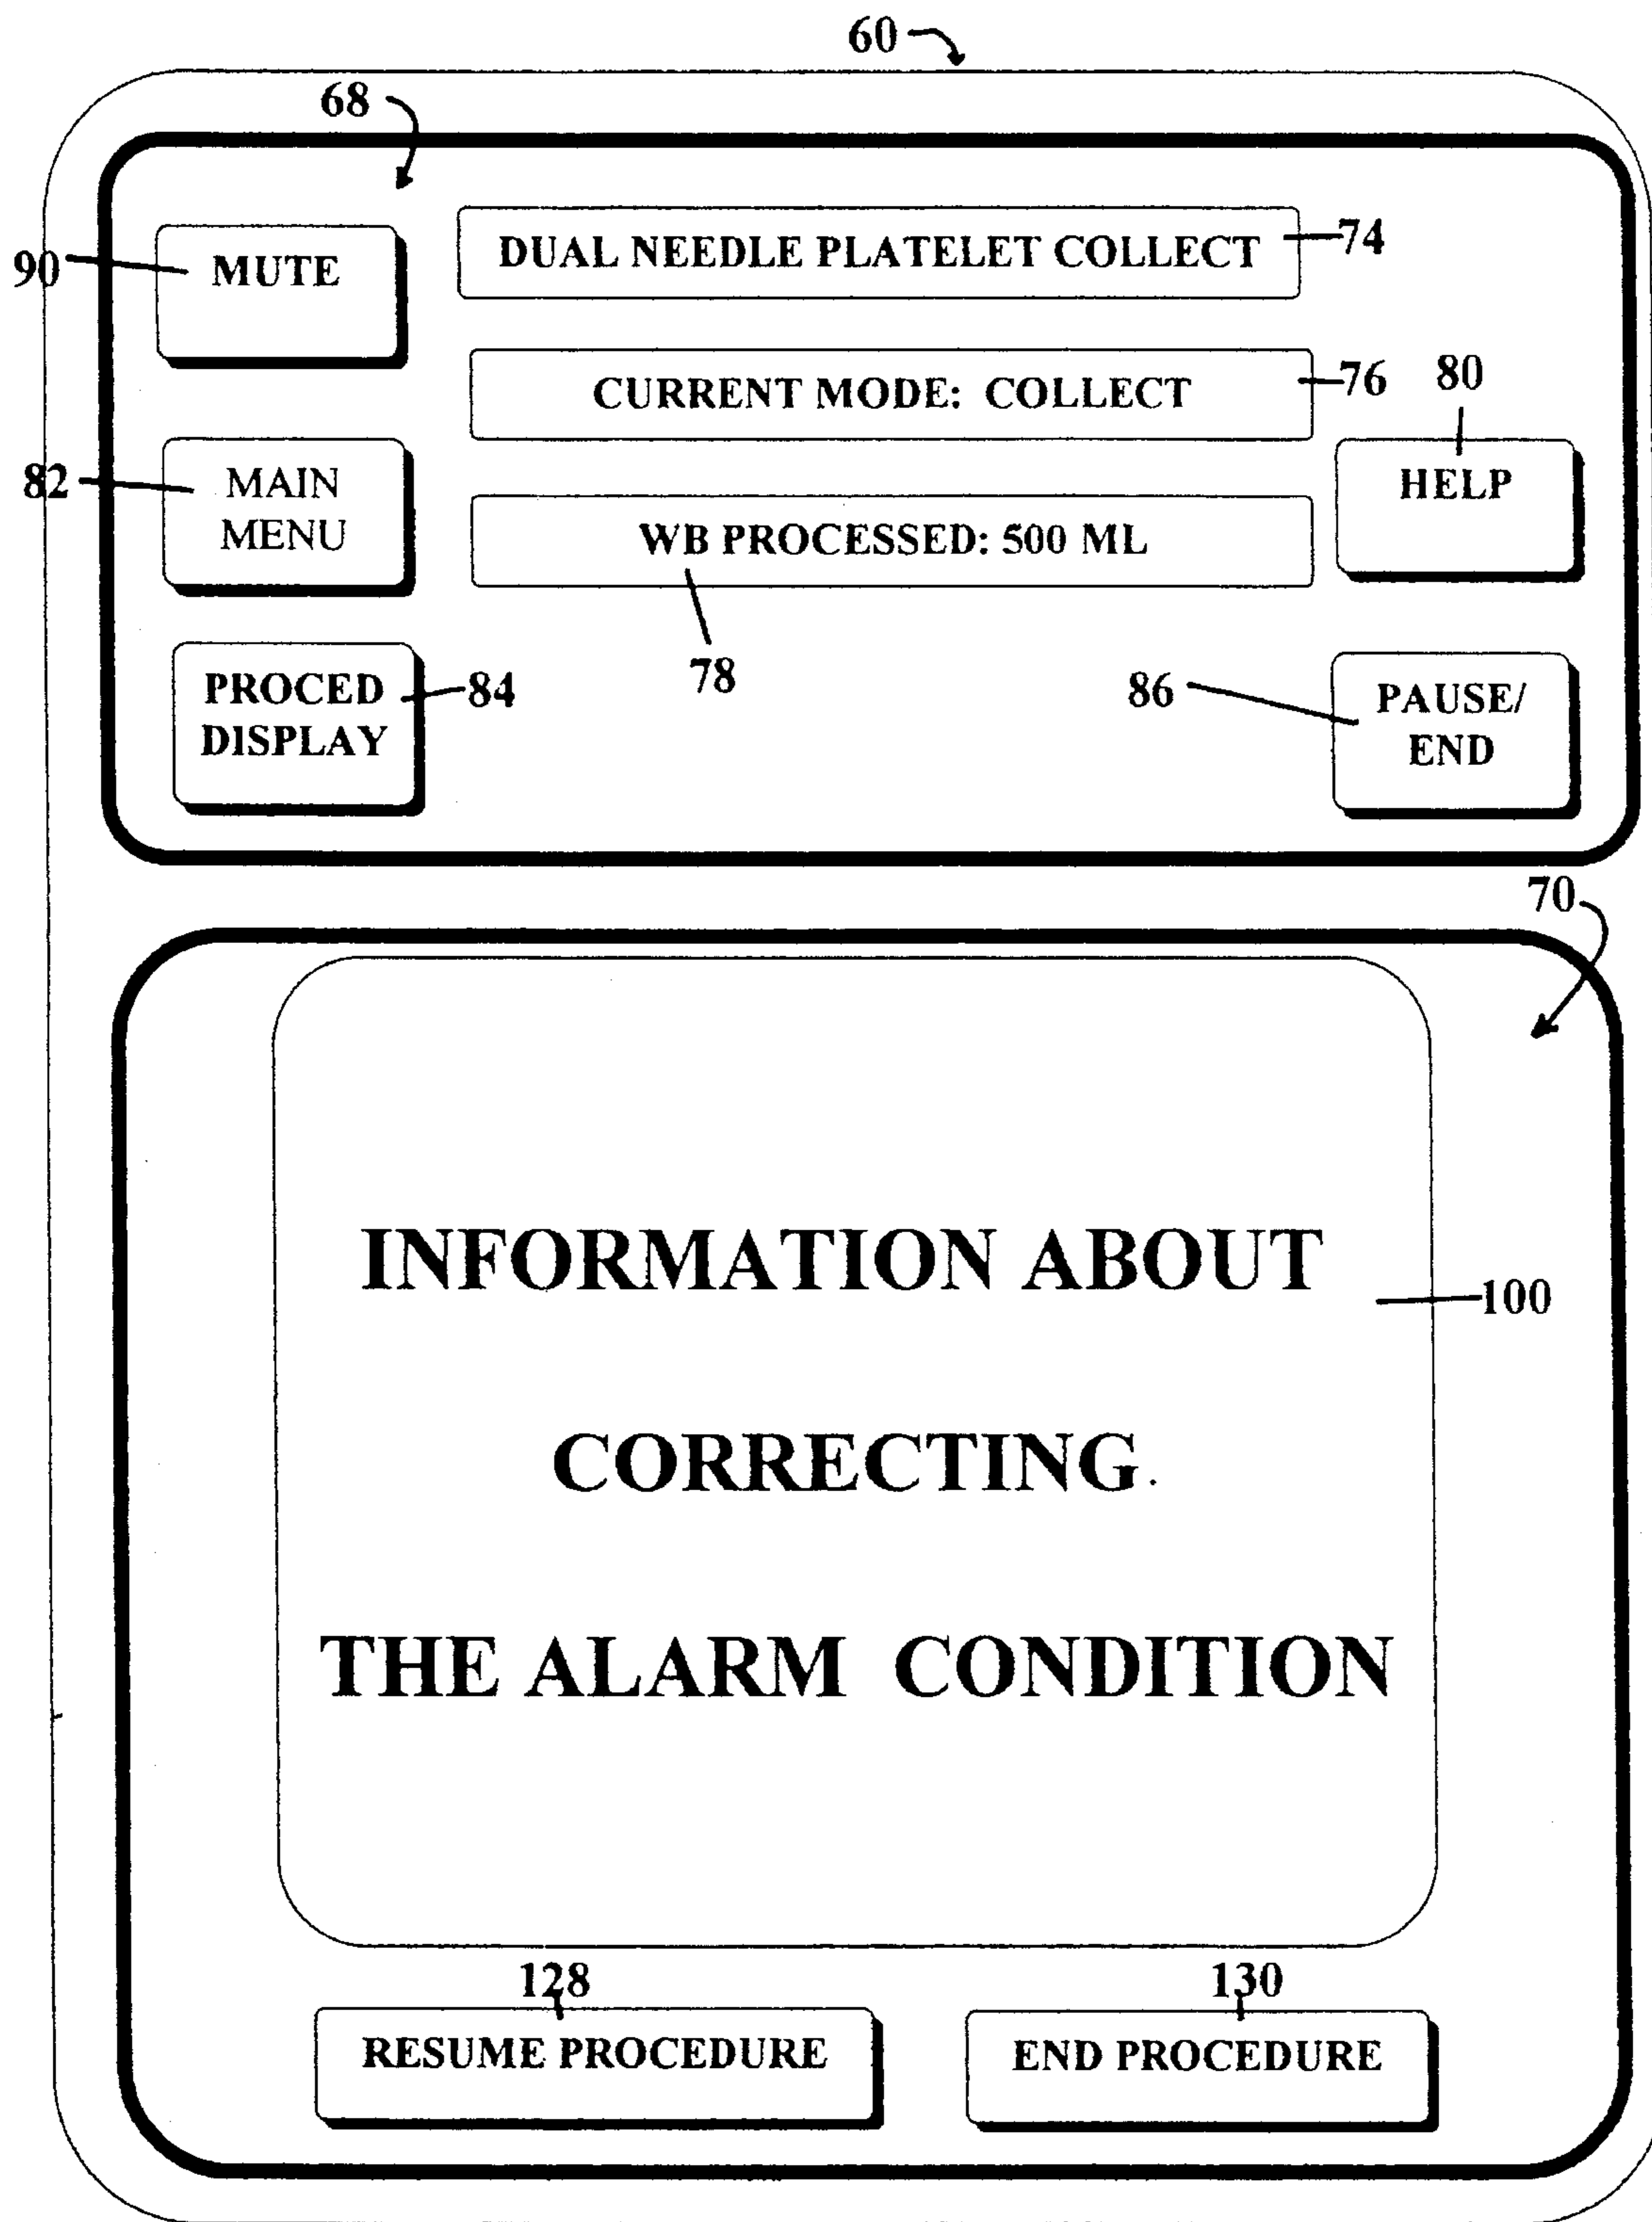 60
68
DUAL NEEDLE PLATELET COLLECT
74
90
MUTE
CURRENT MODE:  COLLECT
76
80
82
MAIN
MENU
HELP
WB PROCESSED: 500 ML
78
PROCED
DISPLAY
84
86
PAUSE/
END
70
INFORMATION ABOUT
100
CORRECTING.
THE ALARM  CONDITION
128
130
RESUME PROCEDURE
END PROCEDURE